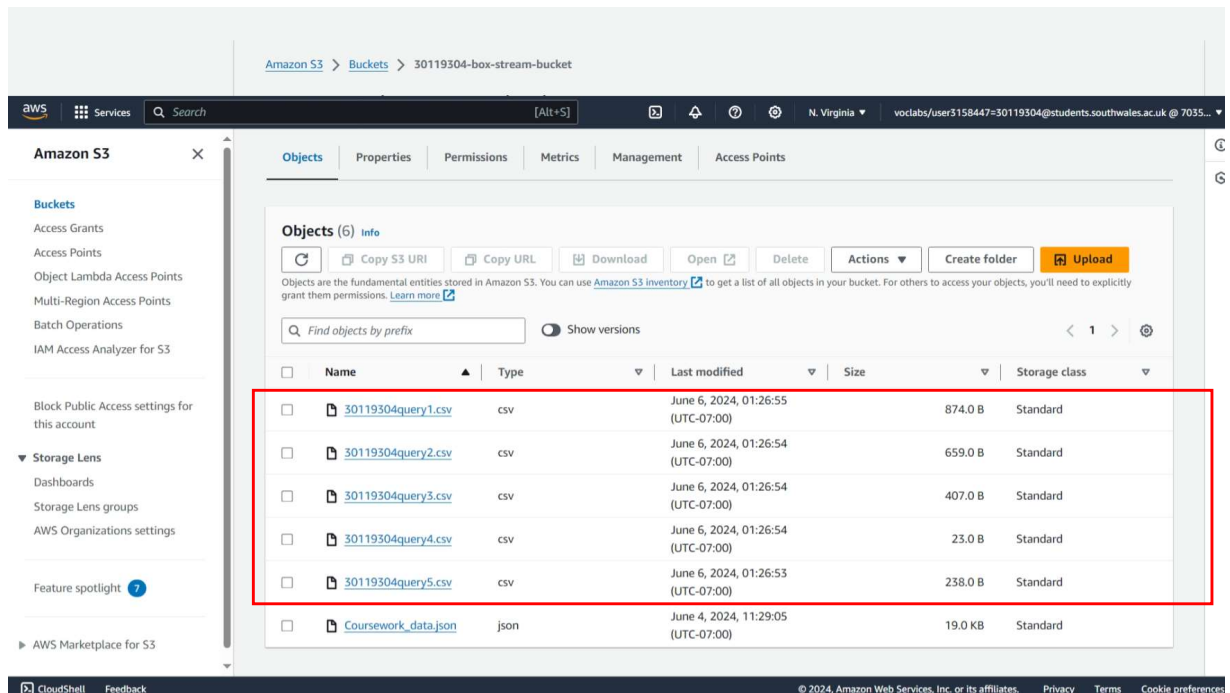 Amazon S3 > Buckets > 30119304-box-stream-bucket
aws Services Search [Alt+S] N. Virginia ▼ voclabs/user3158447=30119304@students.southwales.ac.uk @ 7035... ▼
Amazon S3
Buckets
Access Grants
Access Points
Object Lambda Access Points
Multi-Region Access Points
Batch Operations
IAM Access Analyzer for S3
Block Public Access settings for
this account
▼ Storage Lens
Dashboards
Storage Lens groups
AWS Organizations settings
Feature spotlight 7
▶ AWS Marketplace for S3
Objects Properties Permissions Metrics Management Access Points
Objects (6) Info
Copy S3 URI Copy URL Download Open Delete Actions ▼ Create folder Upload
Objects are the fundamental entities stored in Amazon S3. You can use Amazon S3 inventory to get a list of all objects in your bucket. For others to access your objects, you'll need to explicitly
grant them permissions. Learn more
Find objects by prefix Show versions < 1 >
Name Type Last modified Size Storage class
30119304query1.csv csv June 6, 2024, 01:26:55 874.0 B Standard
(UTC-07:00)
30119304query2.csv csv June 6, 2024, 01:26:54 659.0 B Standard
(UTC-07:00)
30119304query3.csv csv June 6, 2024, 01:26:54 407.0 B Standard
(UTC-07:00)
30119304query4.csv csv June 6, 2024, 01:26:54 23.0 B Standard
(UTC-07:00)
30119304query5.csv csv June 6, 2024, 01:26:53 238.0 B Standard
(UTC-07:00)
Coursework_data.json json June 4, 2024, 11:29:05 19.0 KB Standard
(UTC-07:00)
CloudShell Feedback © 2024, Amazon Web Services, Inc. or its affiliates. Privacy Terms Cookie preferences